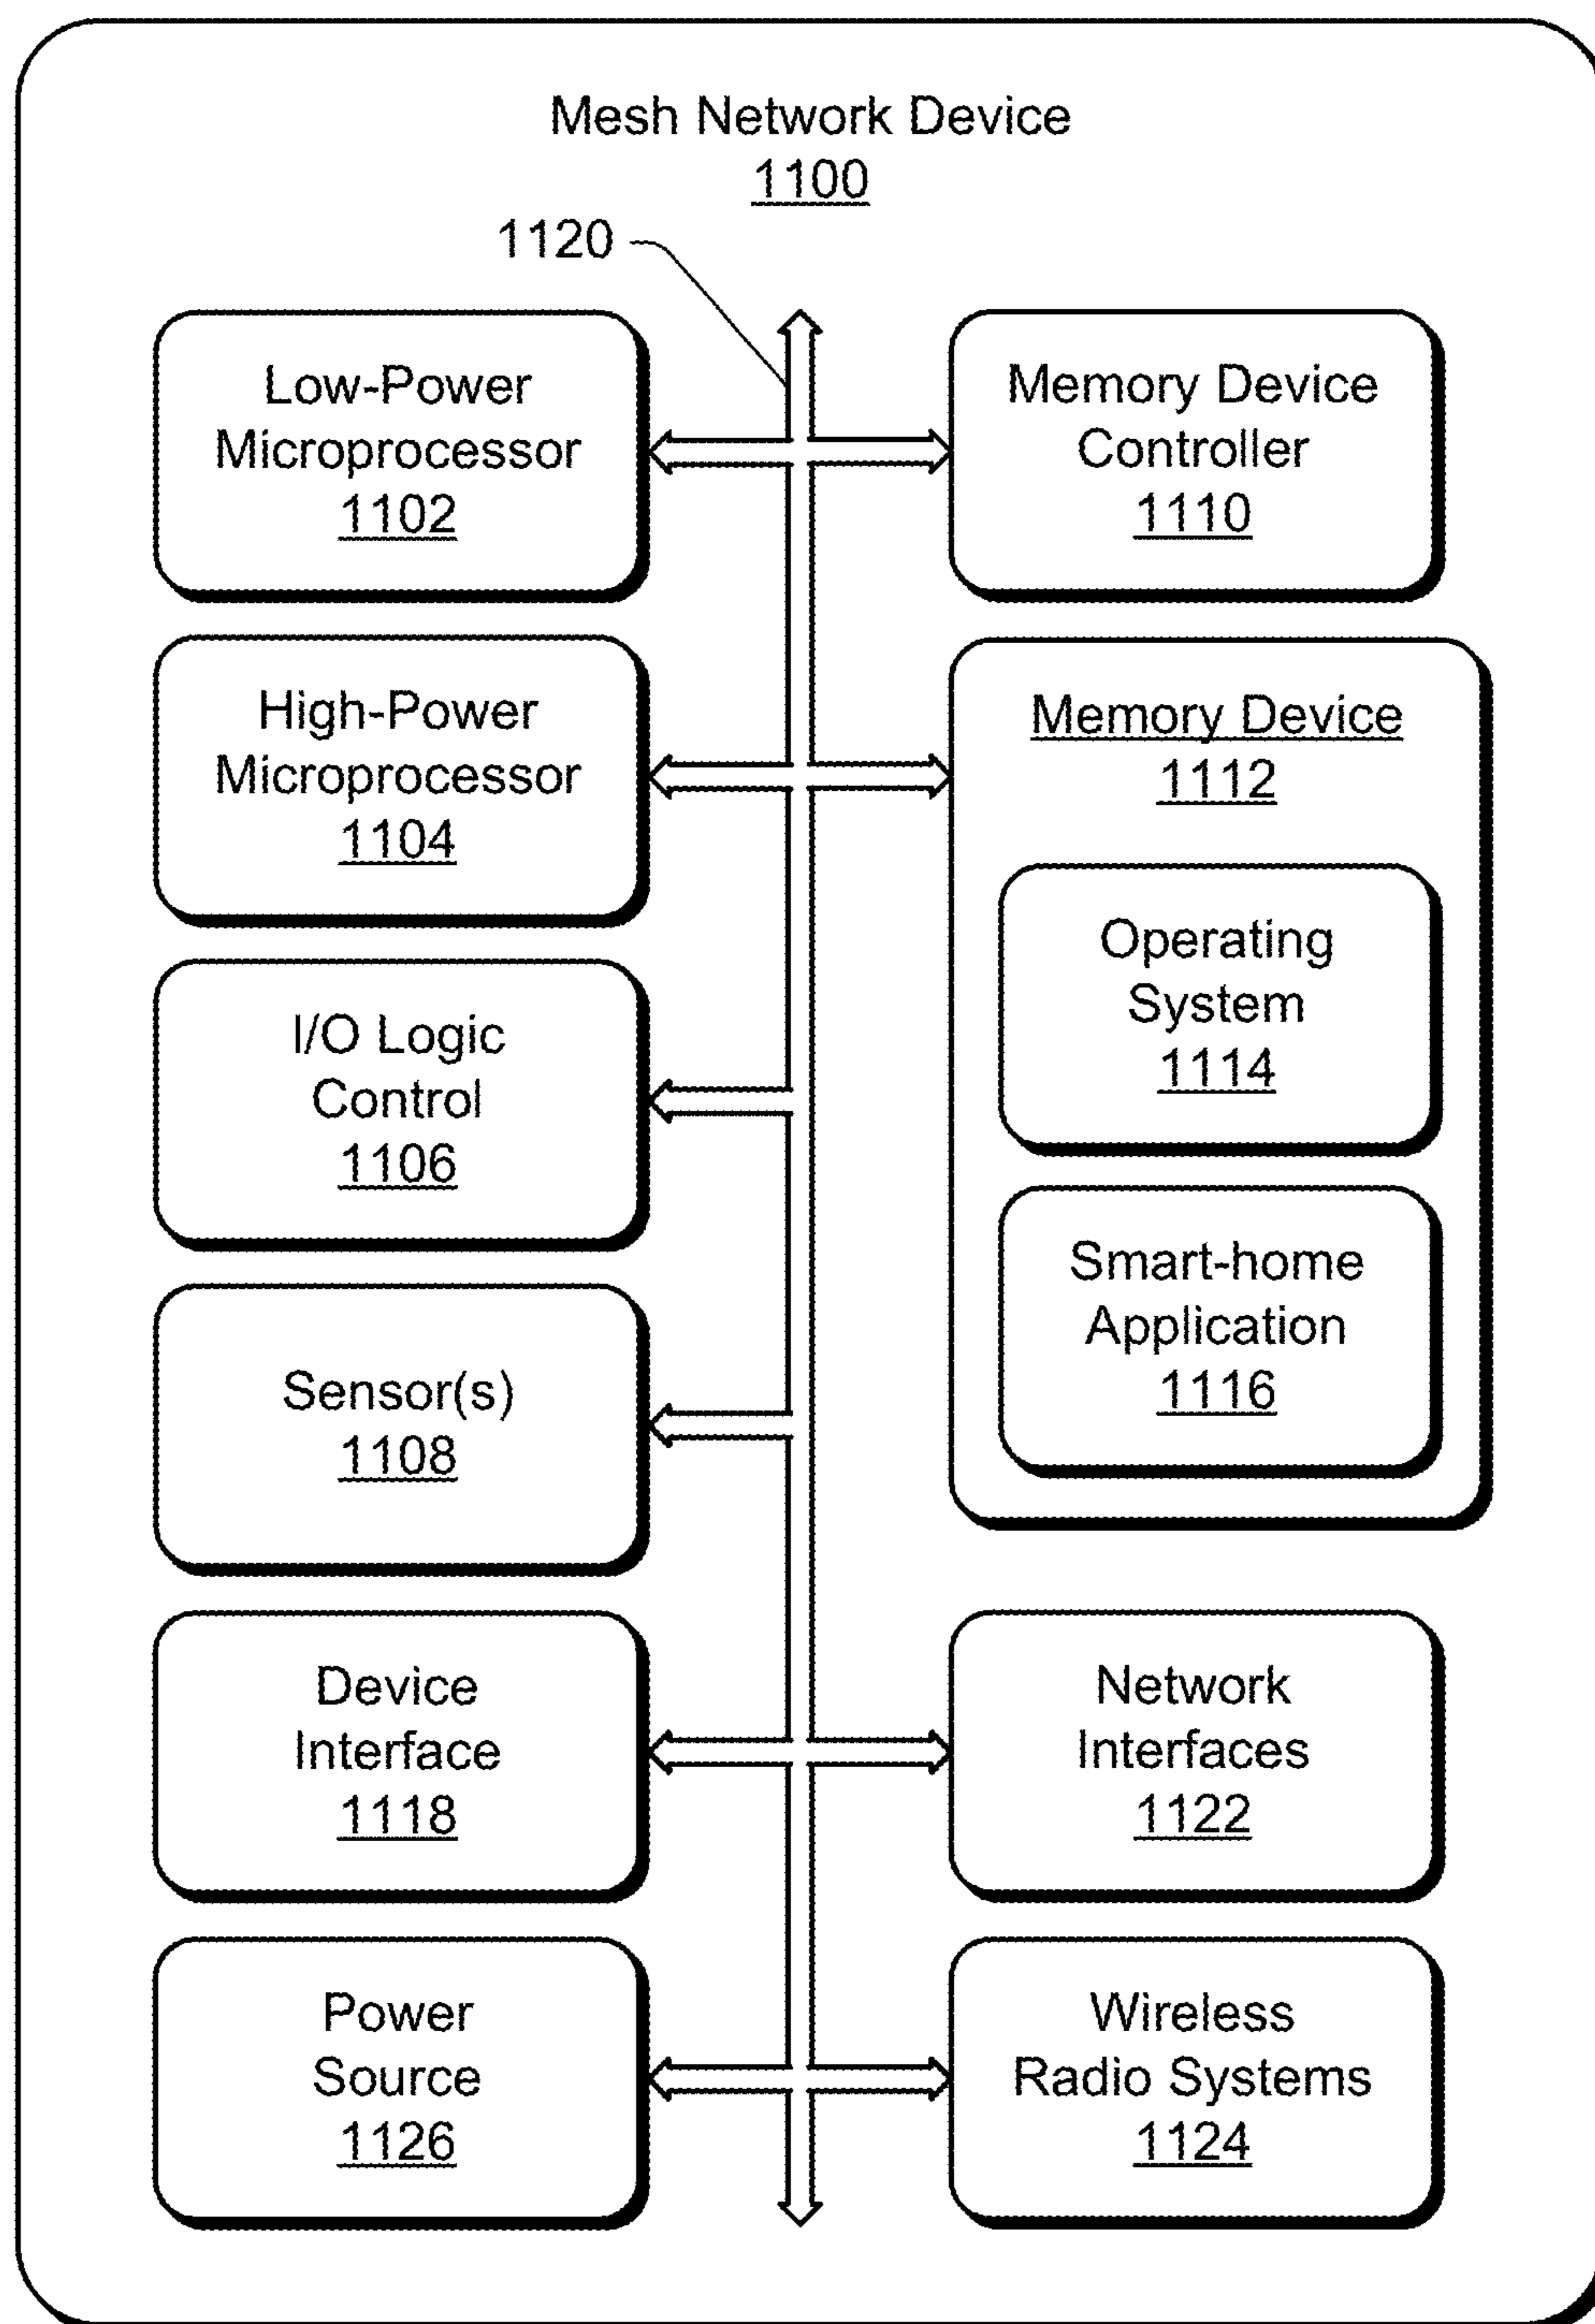 Mesh Network Device
1100
1120
Low-Power
Microprocessor
1102
Memory Device
Controller
1110
High-Power
Microprocessor
1104
Memory Device
1112
Operating
System
1114
I/O Logic
Control
1106
Smart-home
Application
1116
Sensor(s)
1108
Device
Interface
1118
Network
Interfaces
1122
Power
Source
1126
Wireless
Radio Systems
1124